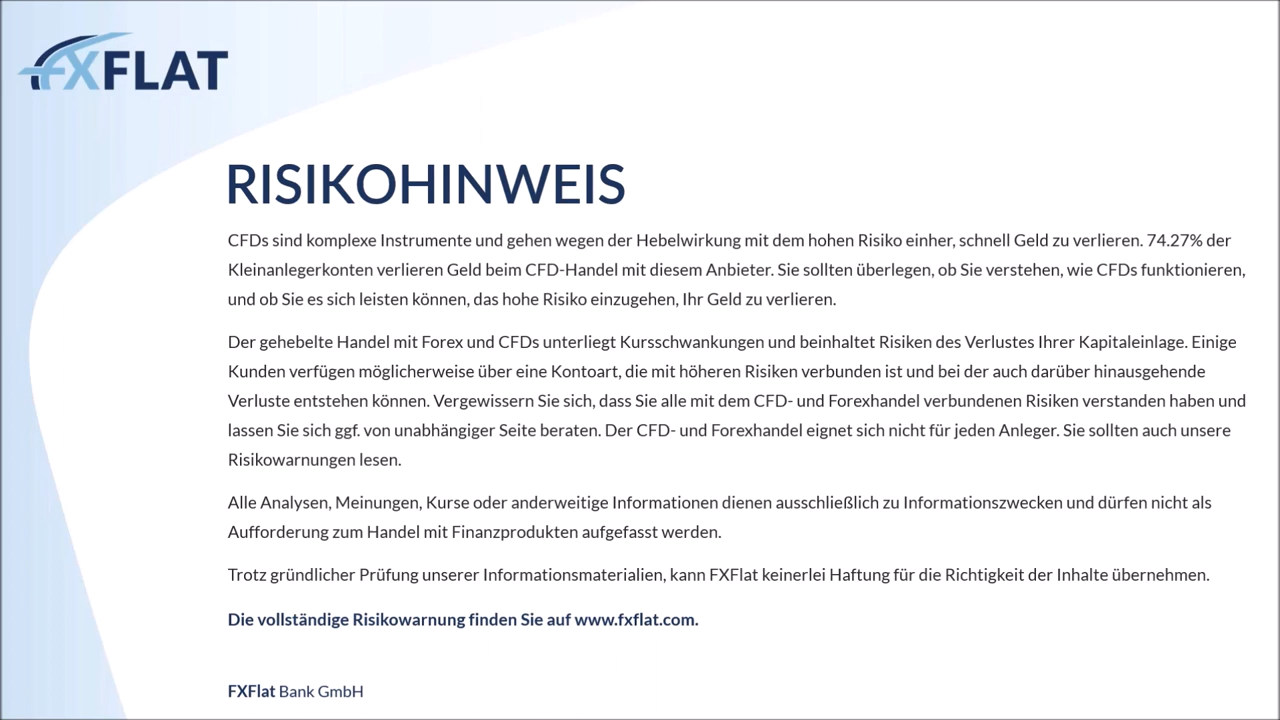 FXFLAT
RISIKOHINWEIS
CFDs sind komplexe Instrumente und gehen wegen der Hebelwirkung mit dem hohen Risiko einher, schnell Geld zu verlieren. 74.27% der
Kleinanlegerkonten verlieren Geld beim CFD-Handel mit diesem Anbieter. Sie sollten überlegen, ob Sie verstehen, wie CFDs funktionieren,
und ob Sie es sich leisten können, das hohe Risiko einzugehen, Ihr Geld zu verlieren.
Der gehebelte Handel mit Forex und CFDs unterliegt Kursschwankungen und beinhaltet Risiken des Verlustes Ihrer Kapitaleinlage. Einige
Kunden verfügen möglicherweise über eine Kontoart, die mit höheren Risiken verbunden ist und bei der auch darüber hinausgehende
Verluste entstehen können. Vergewissern Sie sich, dass Sie alle mit dem CFD- und Forexhandel verbundenen Risiken verstanden haben und
lassen Sie sich ggf. von unabhängiger Seite beraten. Der CFD- und Forexhandel eignet sich nicht für jeden Anleger. Sie sollten auch unsere
Risikowarnungen lesen.
Alle Analysen, Meinungen, Kurse oder anderweitige Informationen dienen ausschließlich zu Informationszwecken und dürfen nicht als
Aufforderung zum Handel mit Finanzprodukten aufgefasst werden.
Trotz gründlicher Prüfung unserer Informationsmaterialien, kann FXFlat keinerlei Haftung für die Richtigkeit der Inhalte übernehmen.
Die vollständige Risikowarnung finden Sie auf www.fxflat.com.
FXFlat Bank GmbH